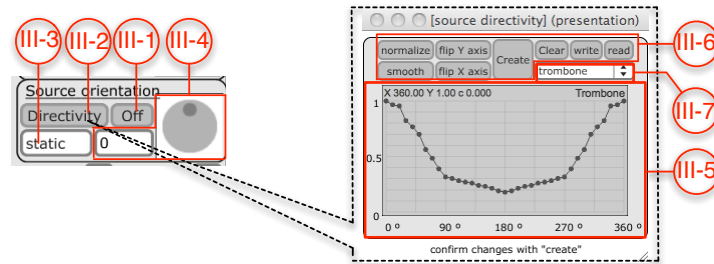 III-3
III-2
III-1
III-4
Source orientation
Directivity
Off
static
0
[source directivity] (presentation)
normalize
flip Y axis
Create
Clear
write
read
smooth
flip X axis
trombone
III-6
III-7
X 360.00 Y 1.00 c 0.000
Trombone
1
0.5
0
0 º
90 º
180 º
270 º
360 º
III-5
confirm changes with "create"